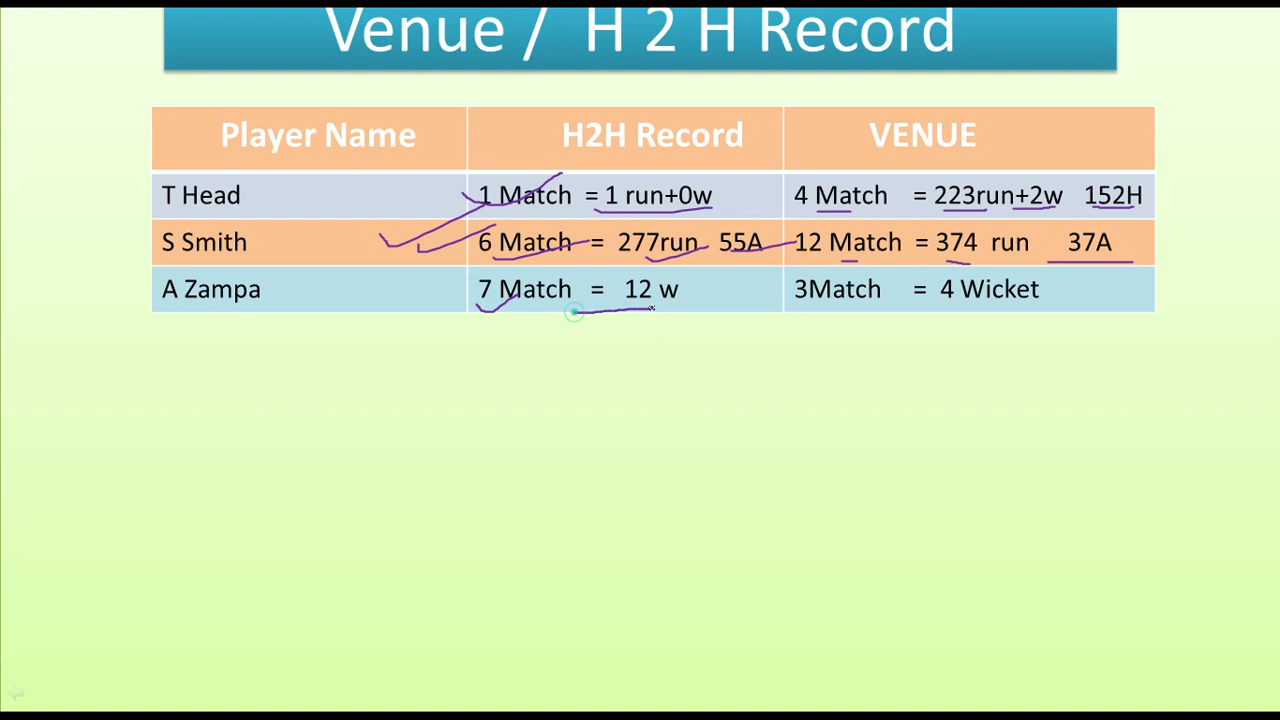 Venue / H 2 H Record
Player Name H2H Record VENUE
T Head 1 Match = 1 run+0w 4 Match = 223run+2w 152H
S Smith 6 Match = 277run 55A 12 Match = 374 run 37A
A Zampa 7 Match = 12 w 3Match = 4 Wicket